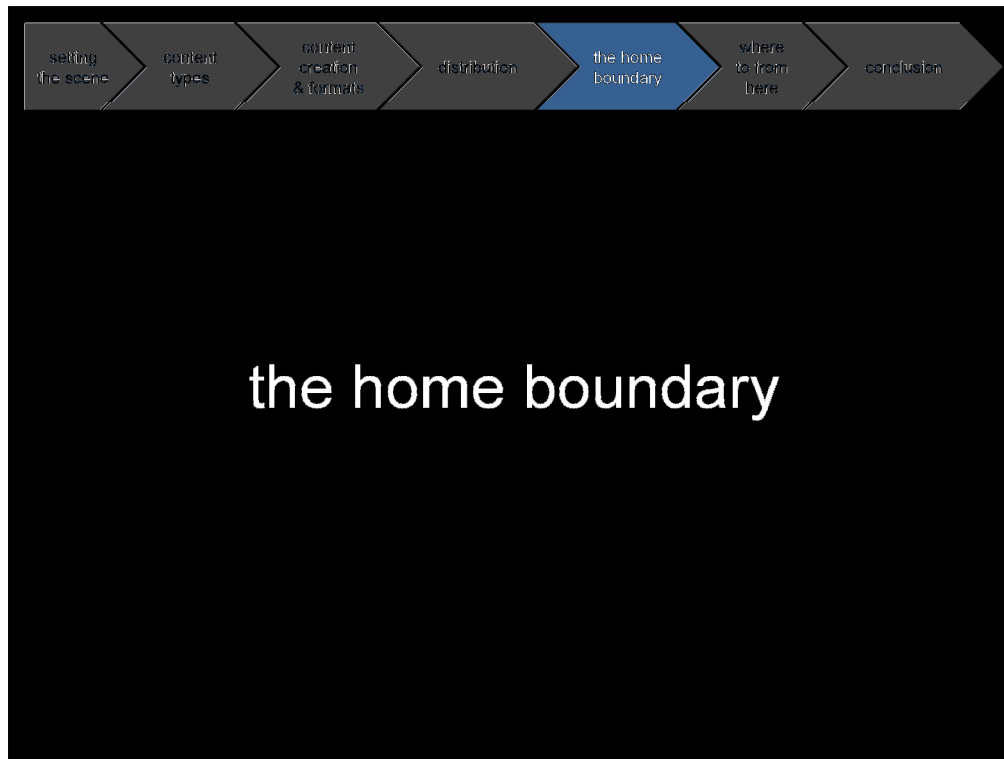 setting
the scene
content
types
content
creation
& formats
distribution
the home
boundary
where
to from
here
conclusion
the home boundary